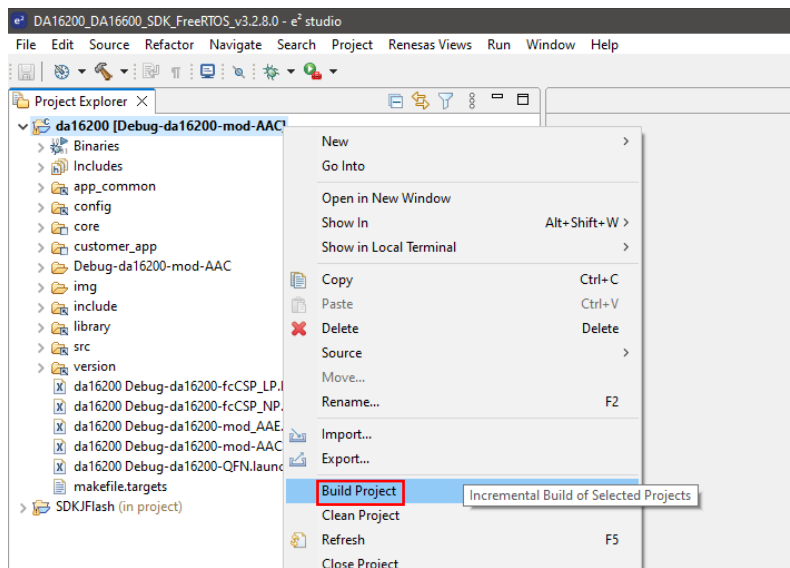 DA16200_DA16600_SDK_FreeRTOS_v3.2.8.0 - e² studio
File Edit Source Refactor Navigate Search Project Renesas Views Run Window Help
Project Explorer
da16200 [Debug-da16200-mod-AAC]
Binaries
Includes
app_common
config
core
customer_app
Debug-da16200-mod-AAC
img
include
library
src
version
da16200 Debug-da16200-fcCSP_LP.
da16200 Debug-da16200-fcCSP_NP.
da16200 Debug-da16200-mod_AAE.
da16200 Debug-da16200-mod-AAC
da16200 Debug-da16200-QFN.laun
makefile.targets
SDKJFlash (in project)
New
Go Into
Open in New Window
Show In Alt+Shift+W >
Show in Local Terminal
Copy Ctrl+C
Paste Ctrl+V
Delete Delete
Source
Move...
Rename... F2
Import...
Export...
Build Project
Incremental Build of Selected Projects
Clean Project
Refresh F5
Close Project